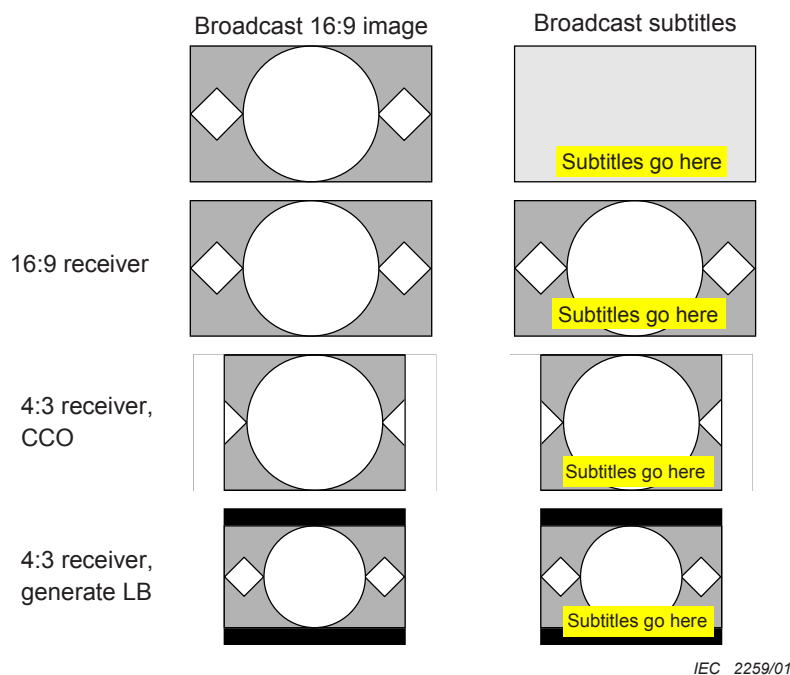 Broadcast 16:9 image
Broadcast subtitles
Subtitles go here
16:9 receiver
Subtitles go here
4:3 receiver,
CCO
Subtitles go here
4:3 receiver,
generate LB
Subtitles go here
IEC 2259/01